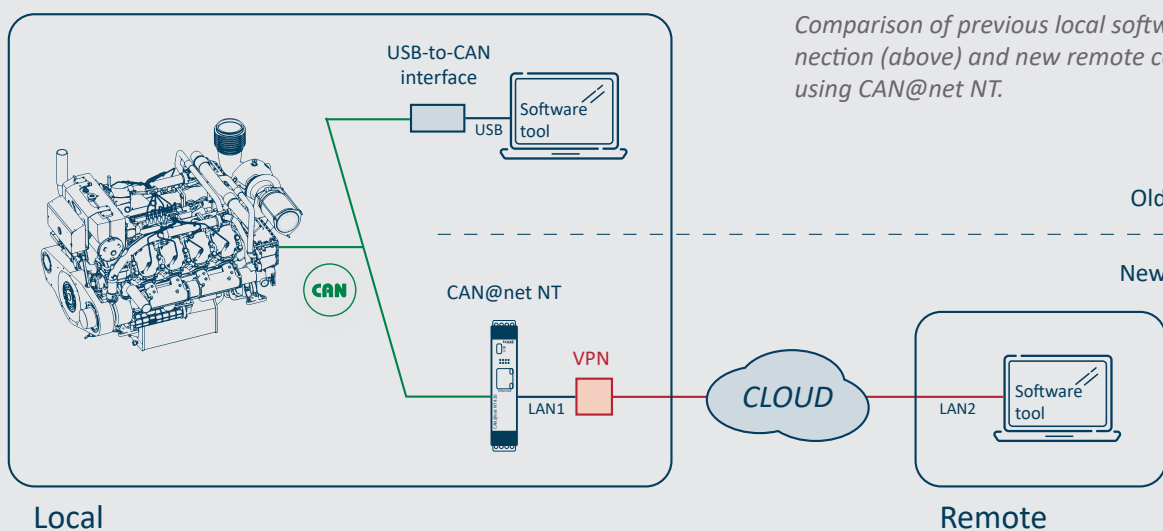 Comparison of previous local softw
nection (above) and new remote c
using CAN@net NT.
USB-to-CAN
interface
USB
Software
tool
Old
New
CAN
CAN@net NT
VPN
LAN1
CLOUD
LAN2
Software
tool
Local
Remote